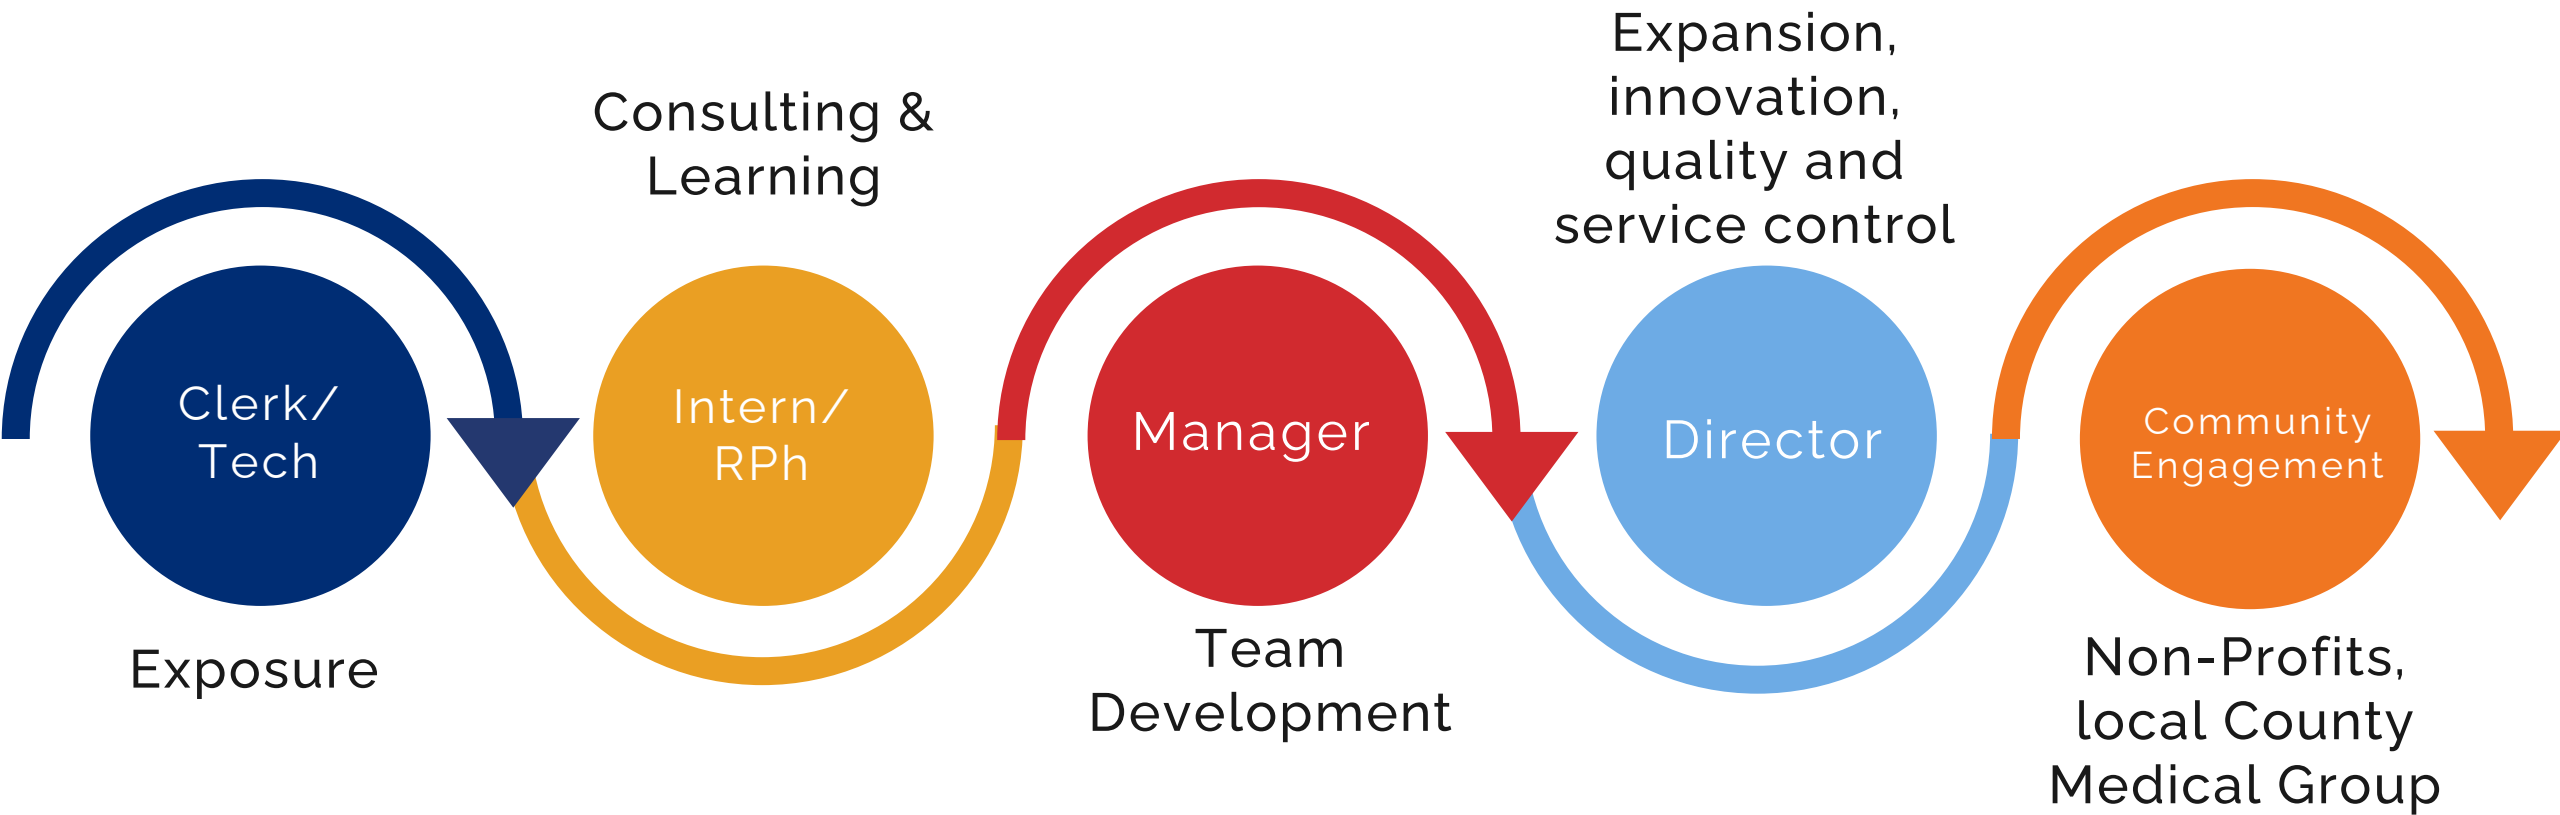 Clerk/
Tech
Exposure
Consulting &
Learning
Intern/
RPh
Manager
Team
Development
Expansion,
innovation,
quality and
service control
Director
Community
Engagement
Non-Profits,
local County
Medical Group